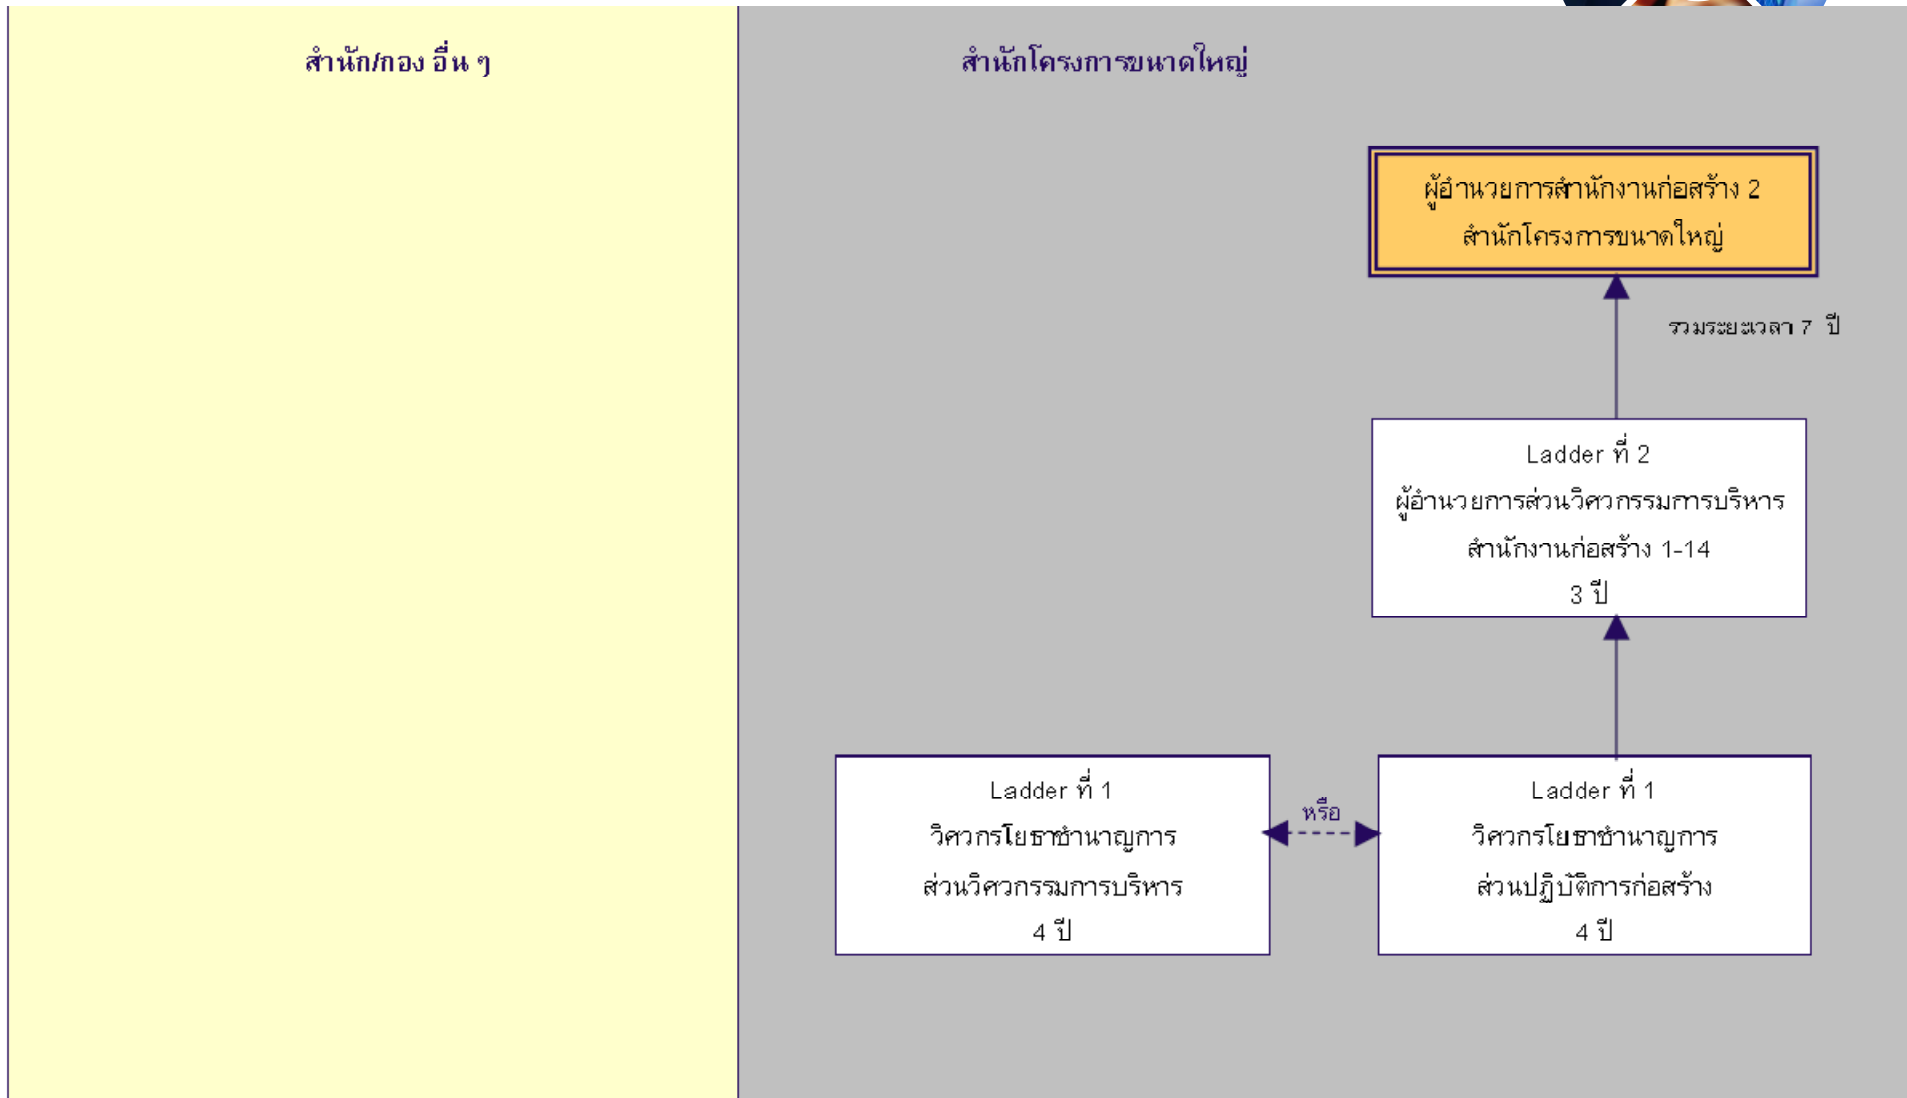 สำนัก/กอง อื่น ๆ
สำนักโครงการขนาดใหญ่
ผู้อำนวยการสำนักงานก่อสร้าง 2
สำนักโครงการขนาดใหญ่
รวมระยะเวลา 7 ปี
Ladder ที่ 2
ผู้อำนวยการส่วนวิศวกรรมการบริหาร
สำนักงานก่อสร้าง 1-14
3 ปี
Ladder ที่ 1
วิศวกรโยธาชำนาญการ
ส่วนวิศวกรรมการบริหาร
4 ปี
หรือ
Ladder ที่ 1
วิศวกรโยธาชำนาญการ
ส่วนปฏิบัติการก่อสร้าง
4 ปี